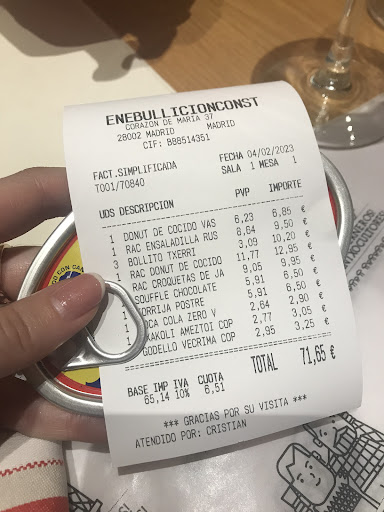 ENEBULLICIONCONST
CORAZON DE MARIA 37
28002 MADRID MADRID
CIF: B88514351
FACT.SIMPLIFICADA FECHA 04/02/2023
T001/70840 SALA 1 MESA 1
UDS DESCRIPCION PVP IMPORTE
1 DONUT DE COCIDO VAS 6,23 6,85 €
1 RAC ENSALADILLA RUS 8,64 9,50 €
3 BOLLITO TXERRI 3,09 10,20 €
1 RAC DONUT DE COCIDO 11,77 12,95 €
1 RAC CROQUETAS DE JA 9,05 9,95 €
SOUFFLE CHOCOLATE 5,91 6,50 €
TORRIJA POSTRE 5,91 6,50 €
COCA COLA ZERO V 2,64 2,90 €
1 TXAKOLI AMEZTOI COP 2,77 3,05 €
1 GODELLO VECRIMA COP 2,95 3,25 €
TOTAL 71,65 €
BASE IMP IVA CUOTA
65,14 10% 6,51
*** GRACIAS POR SU VISITA ***
ATENDIDO POR: CRISTIAN